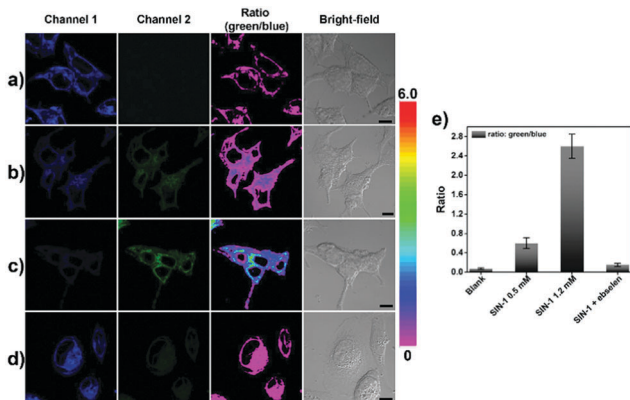 Channel 1 Channel 2 Ratio (green/blue) Bright-field
a)
b)
c)
d)
6.0
0
e)
ratio: green/blue
Ratio
2.8
2.4
2.0
1.6
1.2
0.8
0.4
0.0
Blank
SIN-1 0.5 mM
SIN-1 1.2 mM
SIN-1 + ebselen